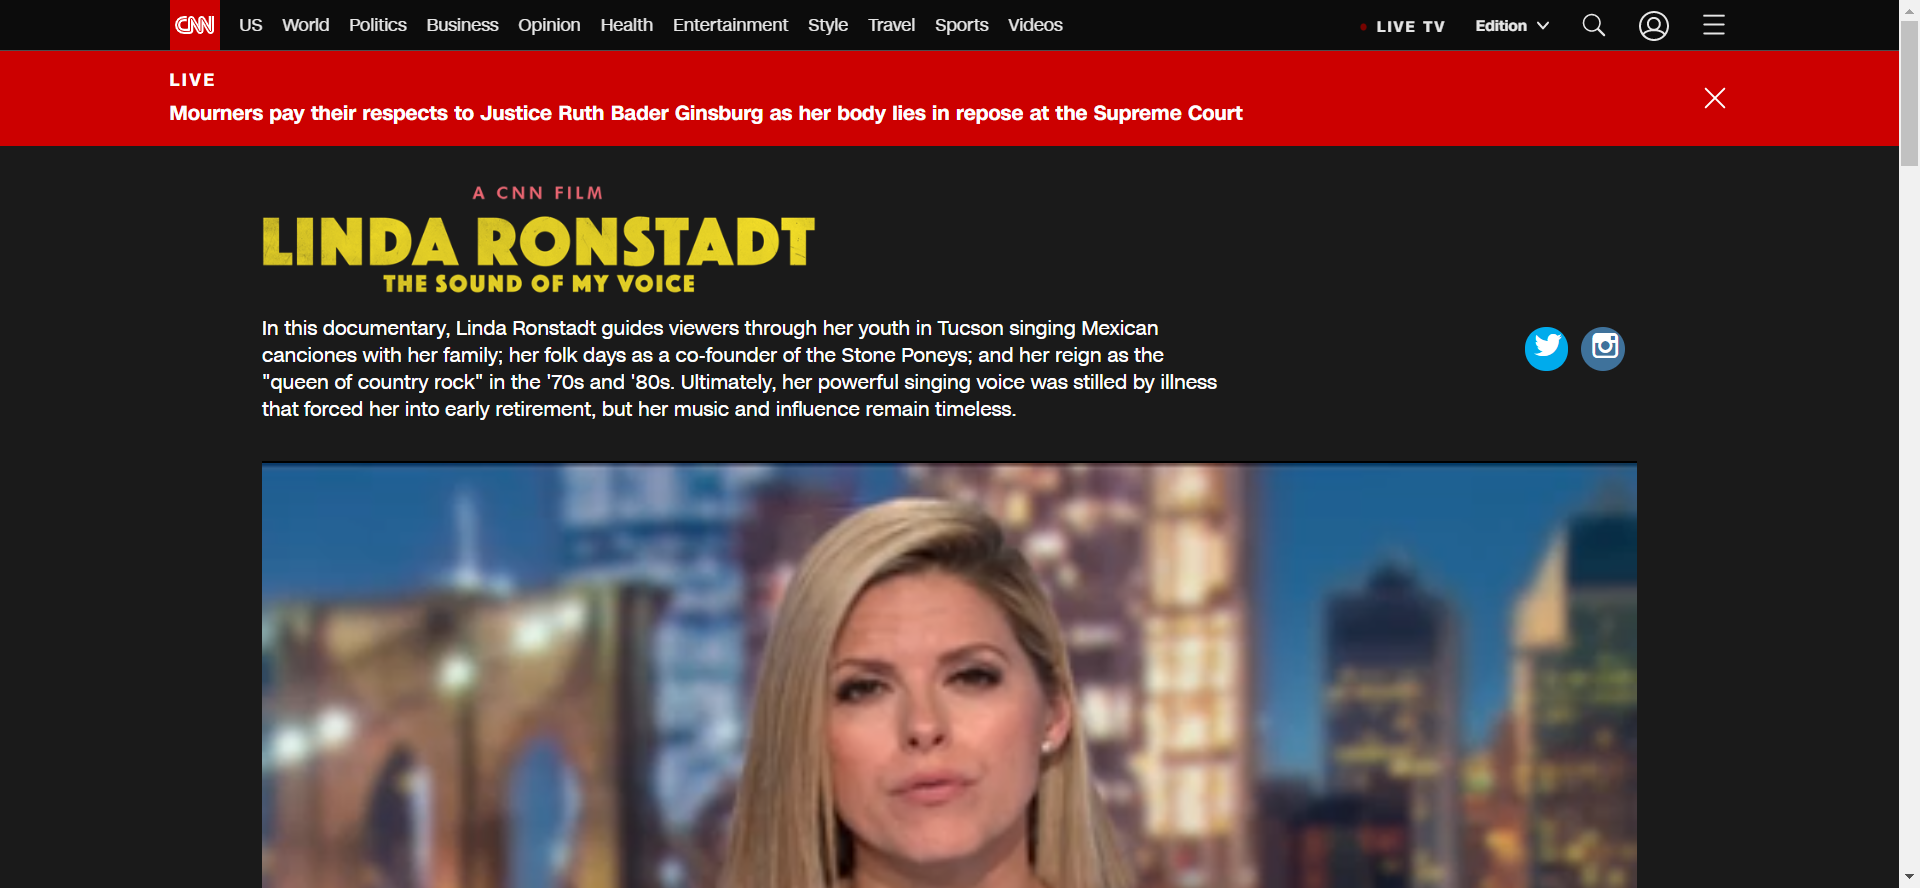 CNN US World Politics Business Opinion Health Entertainment Style Travel Sports Videos LIVE TV Edition
LIVE
Mourners pay their respects to Justice Ruth Bader Ginsburg as her body lies in repose at the Supreme Court
A CNN FILM
LINDA RONSTADT
THE SOUND OF MY VOICE
In this documentary, Linda Ronstadt guides viewers through her youth in Tucson singing Mexican
canciones with her family; her folk days as a co-founder of the Stone Poneys; and her reign as the
"queen of country rock" in the '70s and '80s. Ultimately, her powerful singing voice was stilled by illness
that forced her into early retirement, but her music and influence remain timeless.